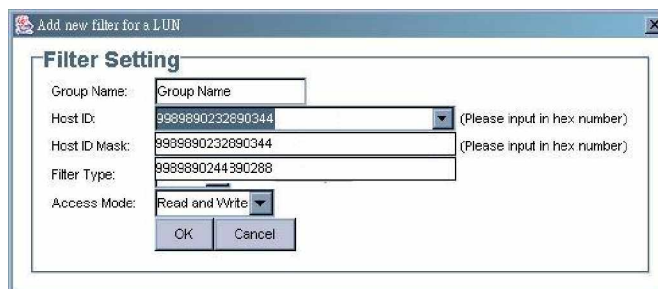 Add new filter for a LUN
Filter Setting
Group Name: Group Name
Host ID: 9989890232890344 (Please input in hex number)
Host ID Mask: 9989890232890344 (Please input in hex number)
Filter Type: 9989890244390288
Access Mode: Read and Write
OK Cancel